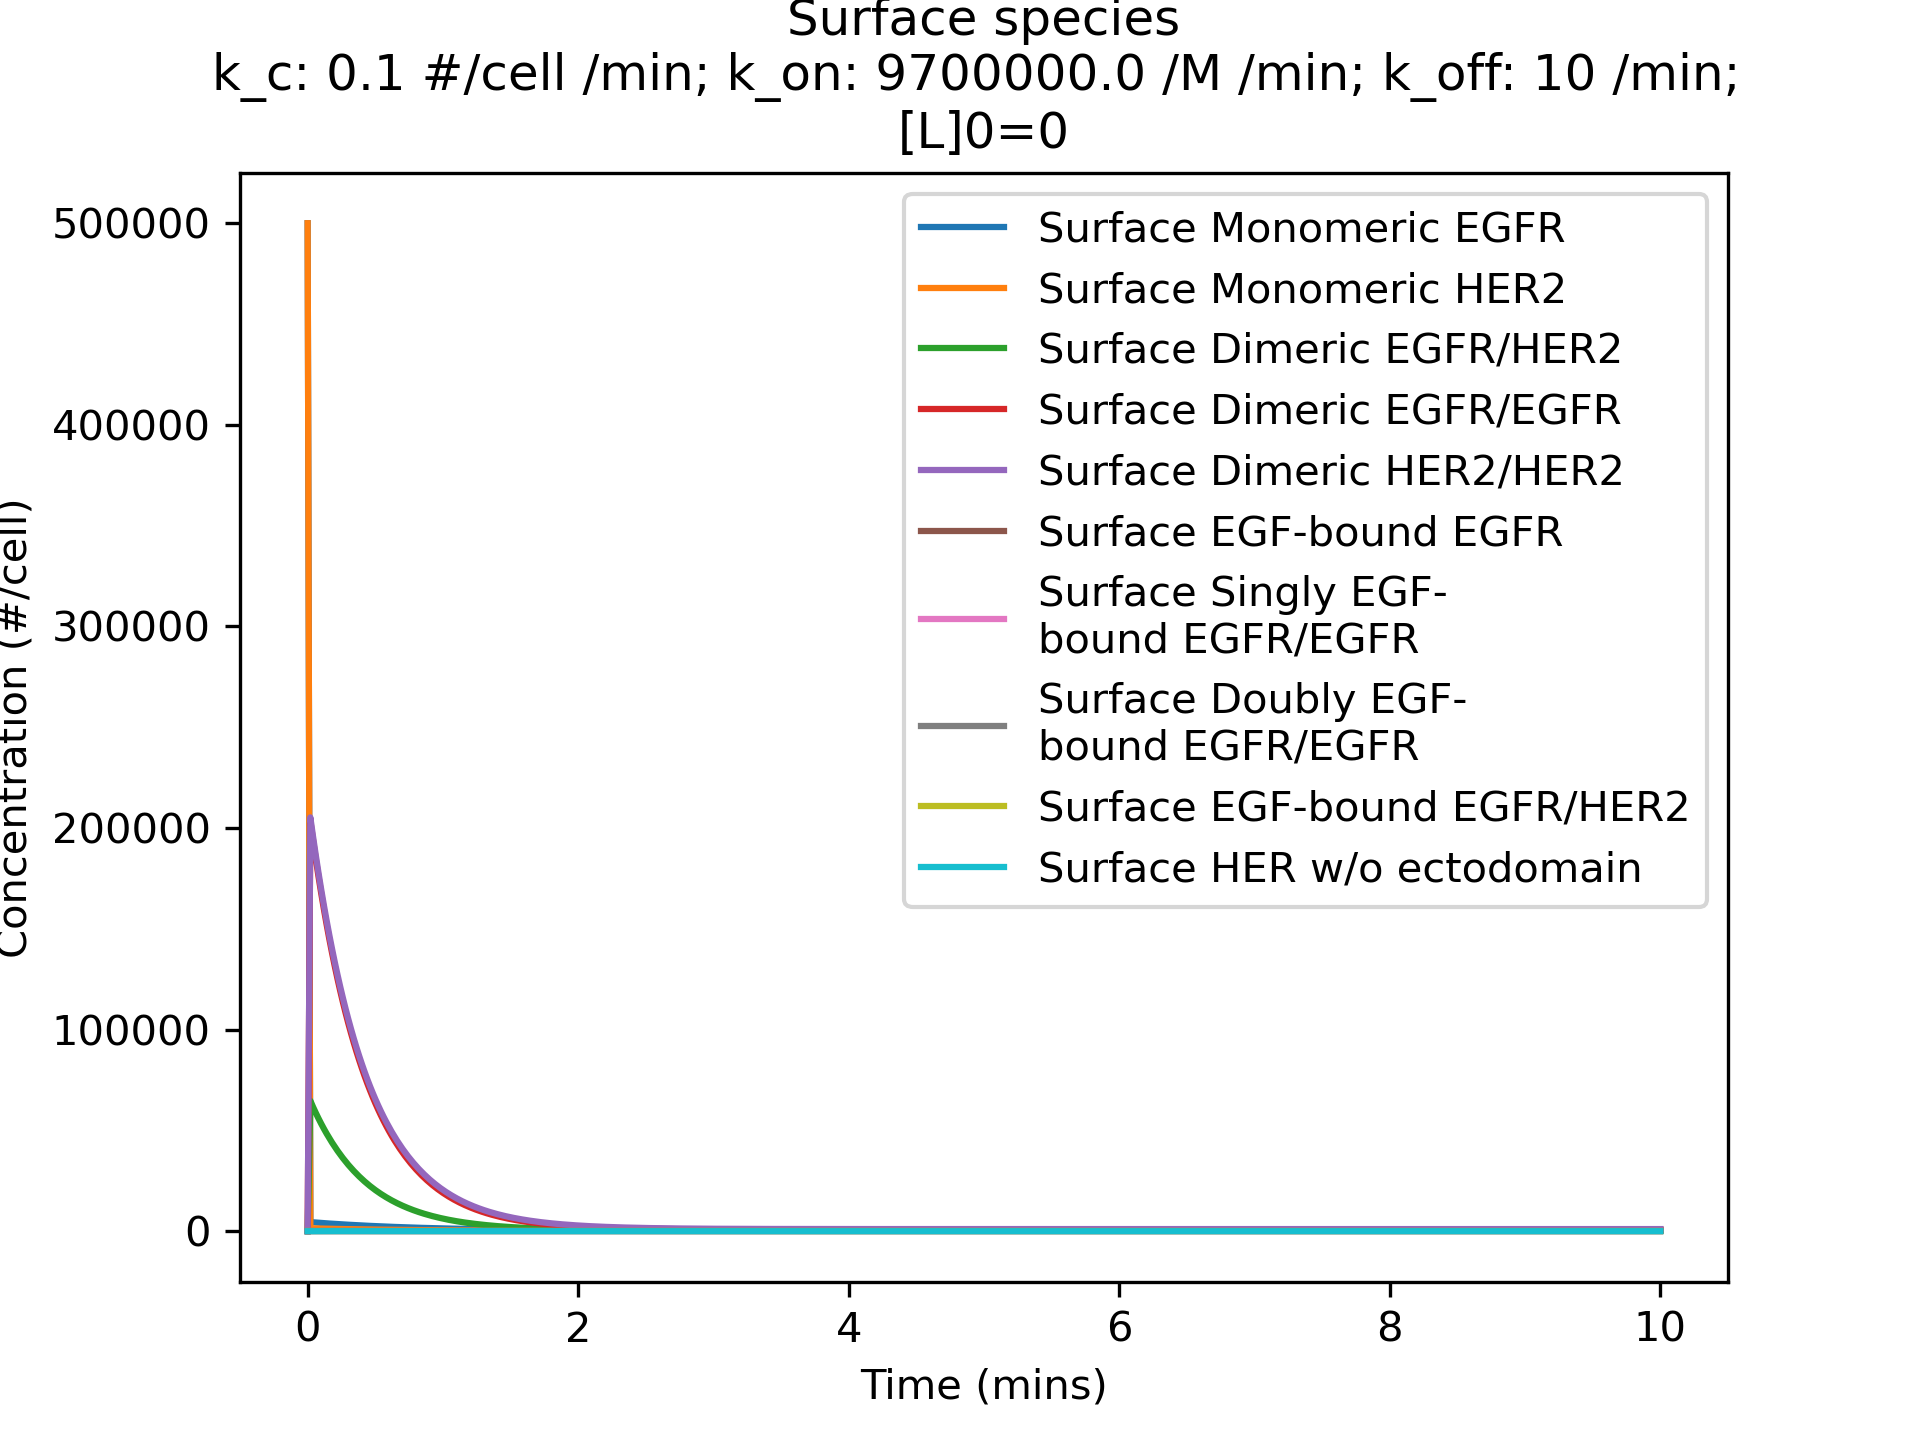 Surface species
k_c: 0.1 #/cell /min; k_on: 9700000.0 /M /min; k_off: 10 /min;
[L]0=0
500000
400000
300000
200000
100000
0
Concentration (#/cell)
Surface Monomeric EGFR
Surface Monomeric HER2
Surface Dimeric EGFR/HER2
Surface Dimeric EGFR/EGFR
Surface Dimeric HER2/HER2
Surface EGF-bound EGFR
Surface Singly EGF-
bound EGFR/EGFR
Surface Doubly EGF-
bound EGFR/EGFR
Surface EGF-bound EGFR/HER2
Surface HER w/o ectodomain
0 2 4 6 8 10
Time (mins)